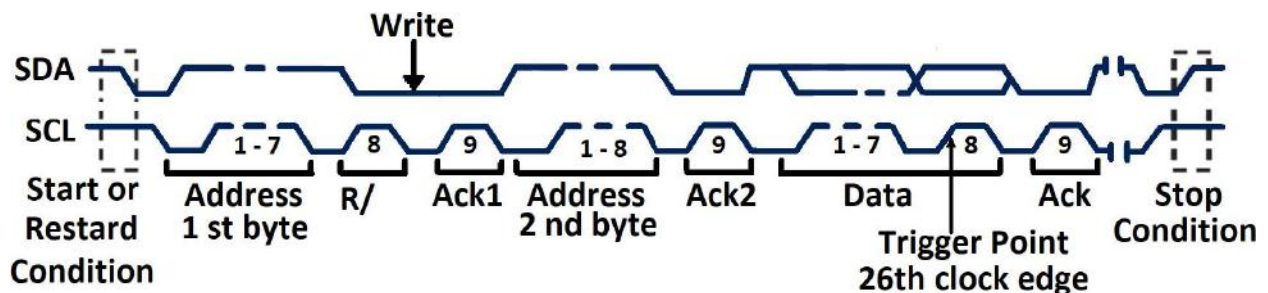 Write
SDA
SCL
1 - 7
8
9
1 - 8
9
1 - 7
8
9
Start or
Restard
Condition
Address
1 st byte
R/
Ack1
Address
2 nd byte
Ack2
Data
Ack
Stop
Condition
Trigger Point
26th clock edge